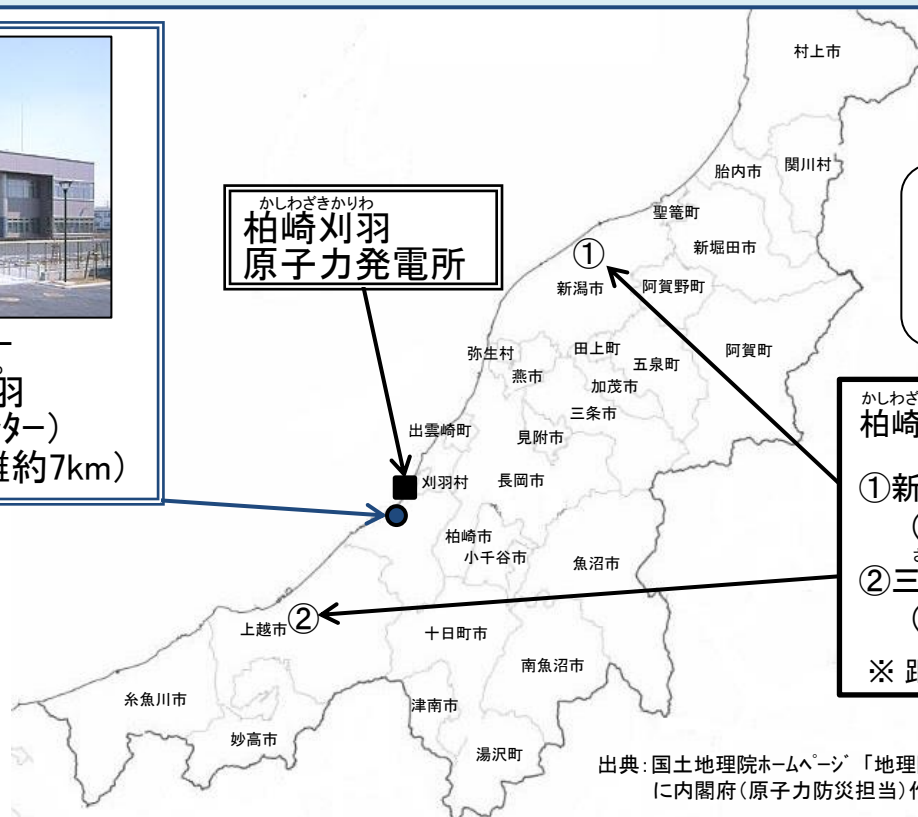 ー
羽
ター）
約7km）
かしわざきかりわ
柏崎刈羽
原子力発電所
村上市
関川村
胎内市
聖篭町
新堀田市
①
新潟市
阿賀野町
阿賀町
弥生村
田上町
五泉町
燕市
加茂市
三条市
出雲崎町
見附市
刈羽村
長岡市
柏崎市
小千谷市
魚沼市
上越市
②
十日町市
南魚沼市
糸魚川市
津南市
妙高市
湯沢町
かしわざ
柏崎
①新
（
②三
（
※ 距
出典：国土地理院ホームページ 「地理
に内閣府（原子力防災担当）作